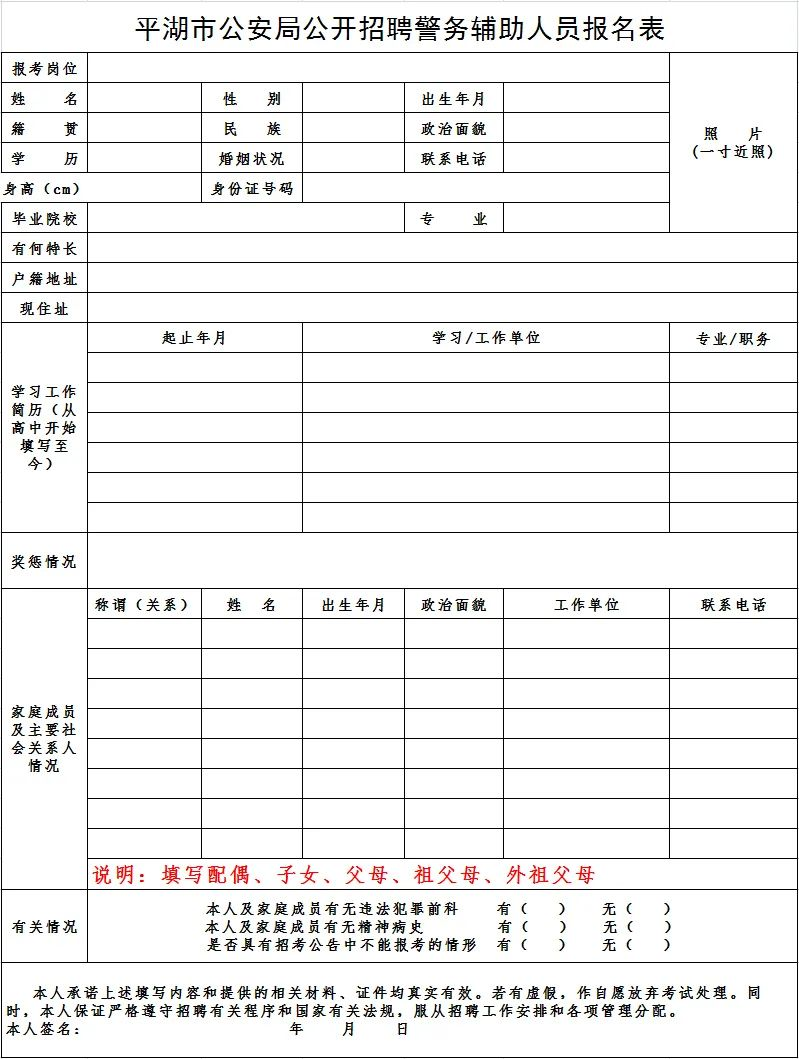 平湖市公安局公开招聘警务辅助人员报名表
报考岗位
照 片
(一寸近照)
姓 名 性 别 出生年月
籍 贯 民 族 政治面貌
学 历 婚姻状况 联系电话
身高（cm） 身份证号码
毕业院校 专 业
有何特长
户籍地址
现住址
学习工作
简历（从
高中开始
填写至
今）
起止年月 学习/工作单位 专业/职务
奖惩情况
家庭成员
及主要社
会关系人
情况
称谓（关系） 姓 名 出生年月 政治面貌 工作单位 联系电话
说明：填写配偶、子女、父母、祖父母、外祖父母
有关情况
本人及家庭成员有无违法犯罪前科 有（ ） 无（ ）
本人及家庭成员有无精神病史 有（ ） 无（ ）
是否具有招考公告中不能报考的情形 有（ ） 无（ ）
本人承诺上述填写内容和提供的相关材料、证件均真实有效。若有虚假，作自愿放弃考试处理。同
时，本人保证严格遵守招聘有关程序和国家有关法规，服从招聘工作安排和各项管理分配。
本人签名： 年 月 日